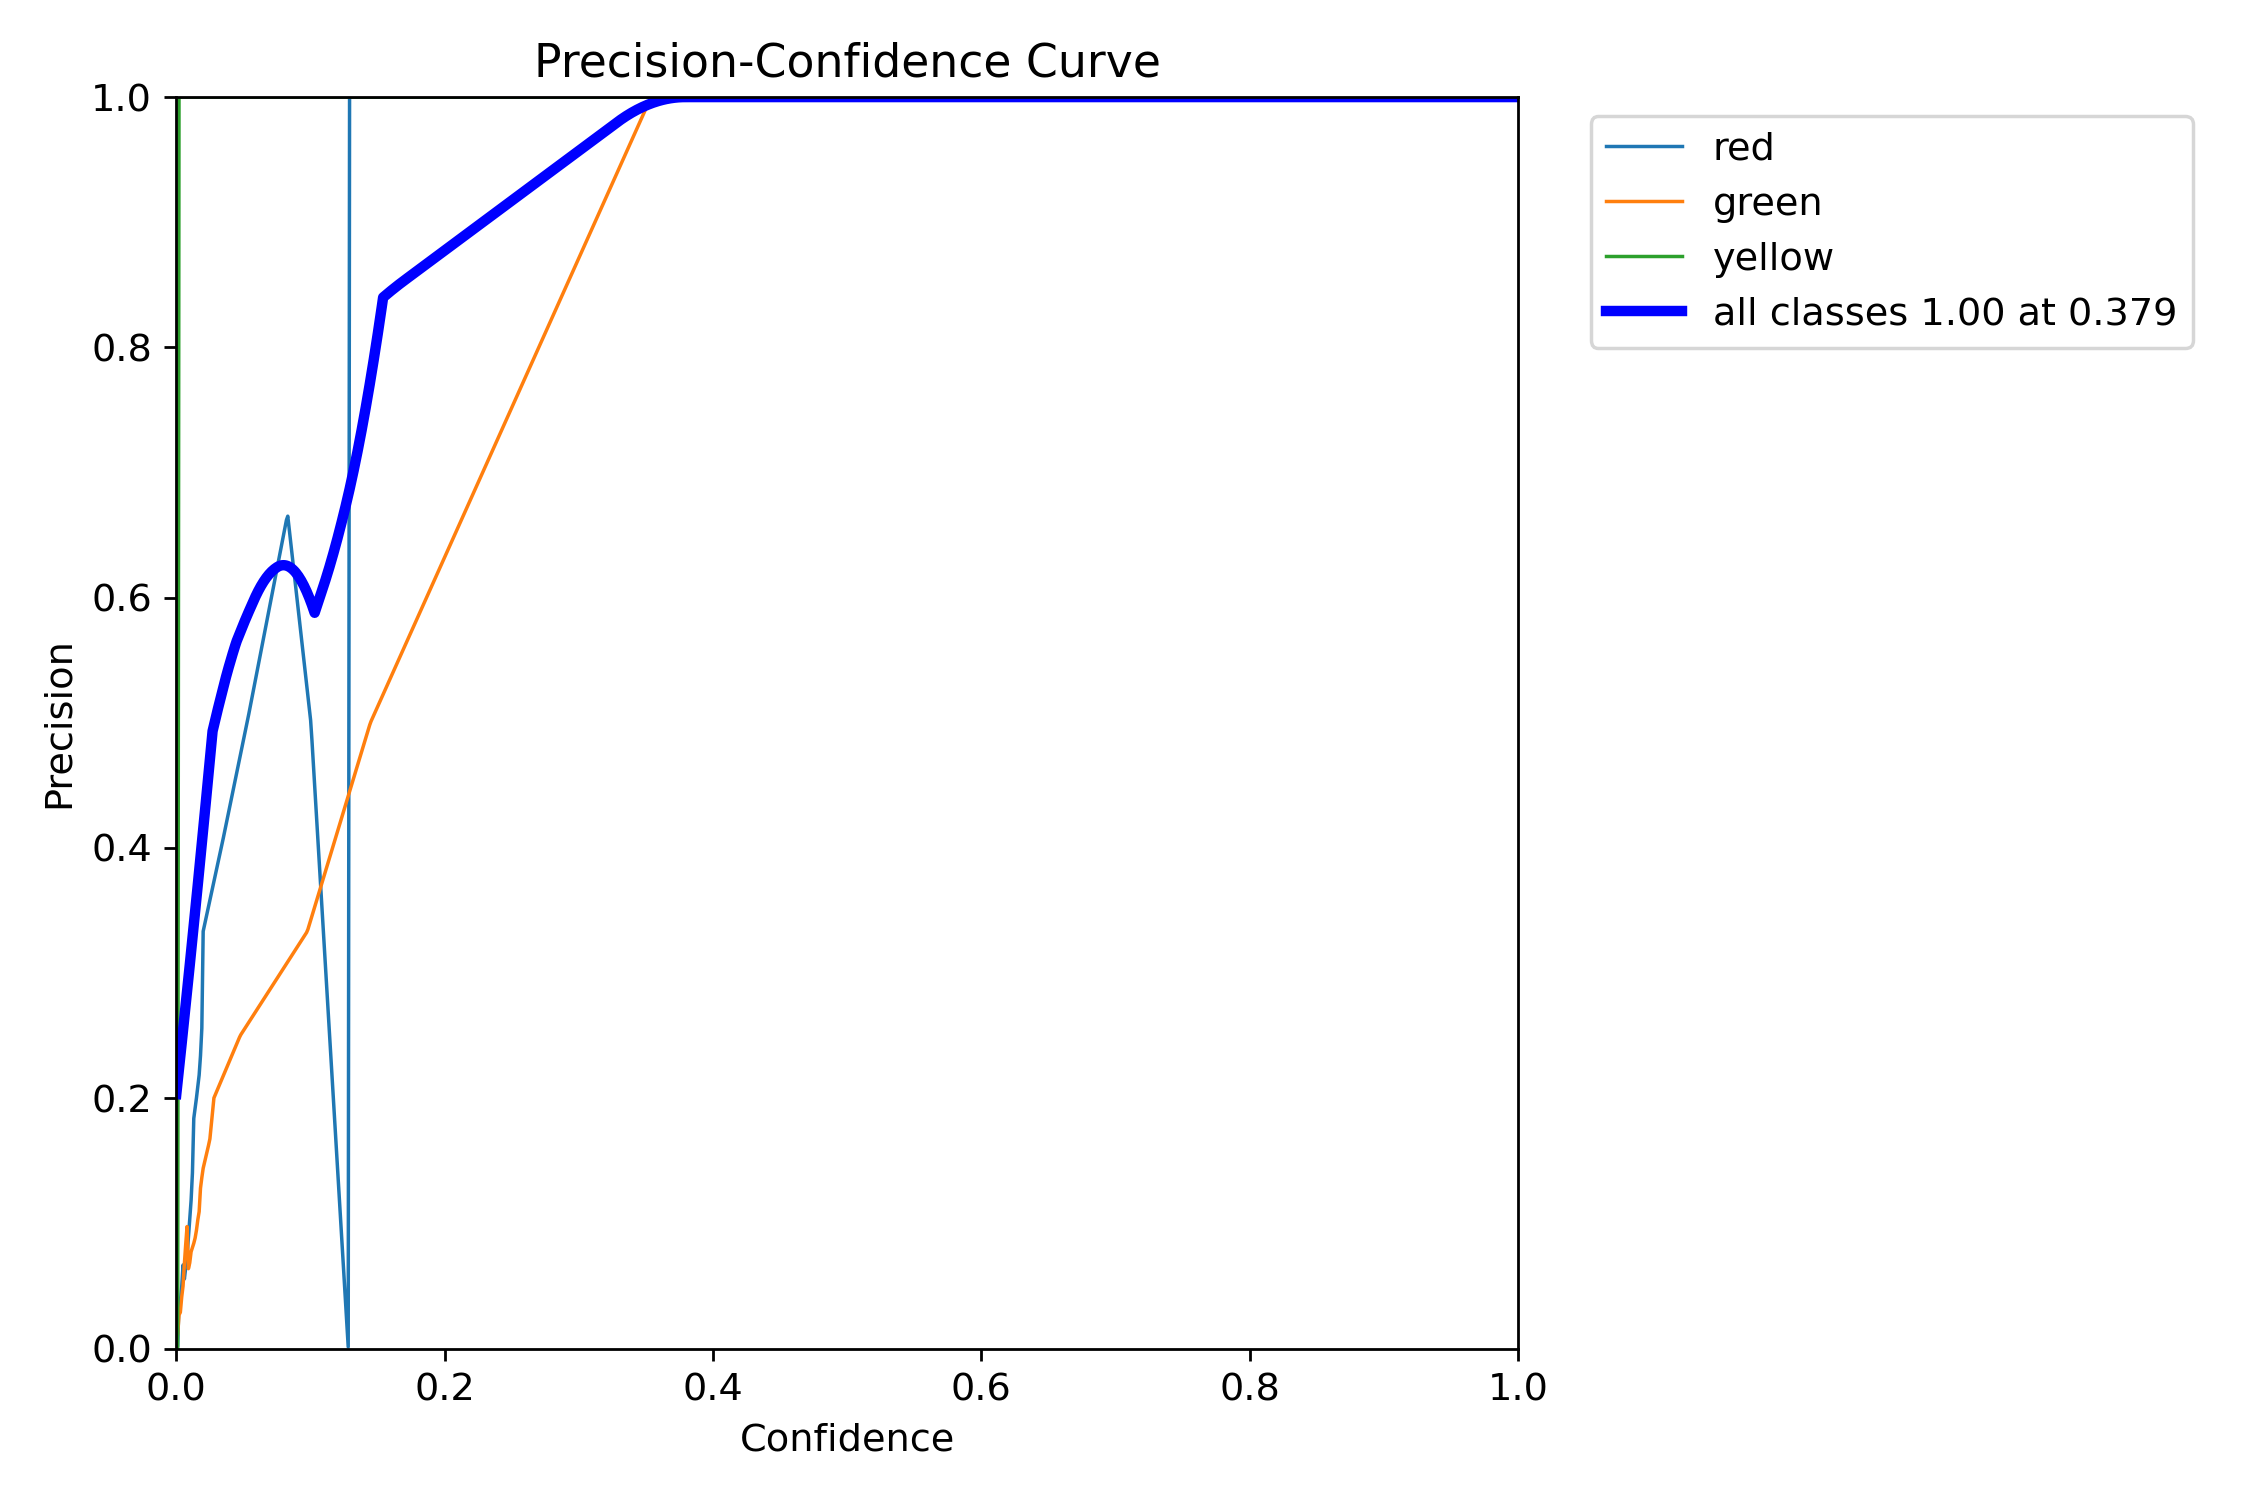 Precision-Confidence Curve
1.0
0.8
0.6
0.4
0.2
0.0
Precision
0.0 0.2 0.4 0.6 0.8 1.0
Confidence
red
green
yellow
all classes 1.00 at 0.379